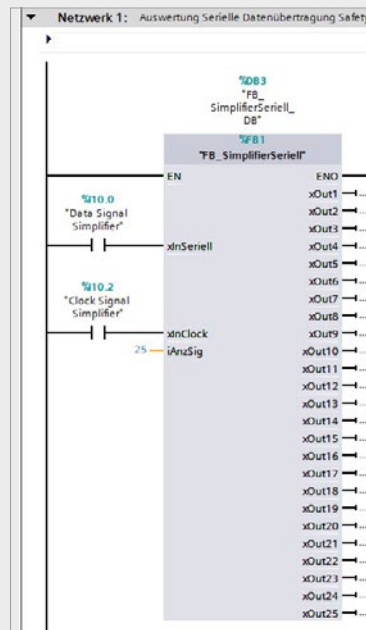 Netzwerk 1: Auswertung Serielle Datenübertragung Safety
%DB3
"FB_
SimplifierSeriell_
DB"
%FB1
"FB_SimplifierSeriell"
EN
ENO
xOut1
%I10.0
"Data Signal
Simplifier"
xInSeriell
xOut2
xOut3
xOut4
xOut5
%I10.2
"Clock Signal
Simplifier"
xInClock
xOut6
xOut7
xOut8
xOut9
25
iAnzSig
xOut10
xOut11
xOut12
xOut13
xOut14
xOut15
xOut16
xOut17
xOut18
xOut19
xOut20
xOut21
xOut22
xOut23
xOut24
xOut25